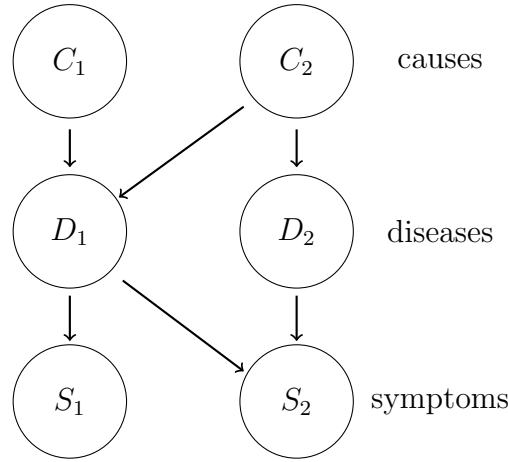 C₁ C₂ causes
D₁ D₂ diseases
S₁ S₂ symptoms